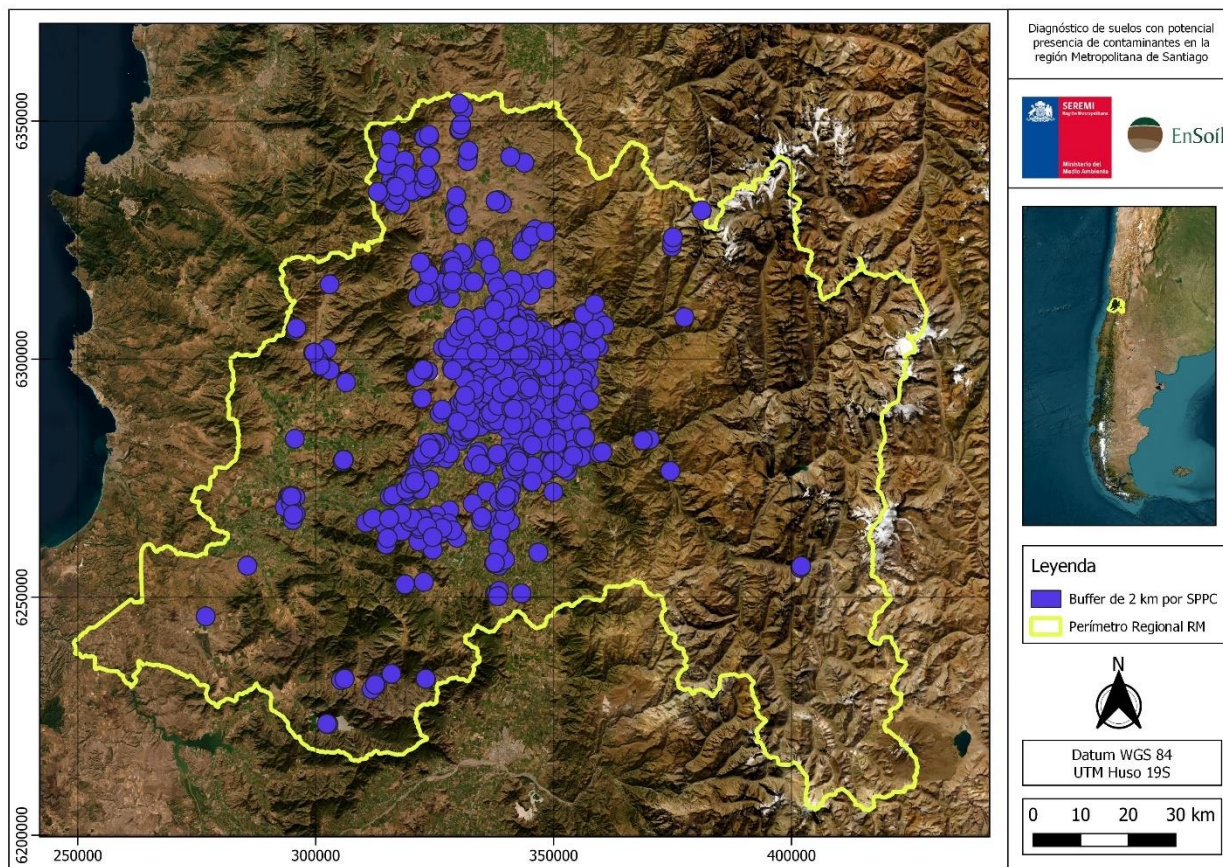 Diagnóstico de suelos con potencial
presencia de contaminantes en la
región Metropolitana de Santiago
SEREMI
Región Metropolitana
Ministerio del
Medio Ambiente
EnSoil
6350000
6300000
6250000
6200000
250000
300000
350000
400000
Leyenda
Buffer de 2 km por SPPC
Perímetro Regional RM
N
Datum WGS 84
UTM Huso 19S
0 10 20 30 km